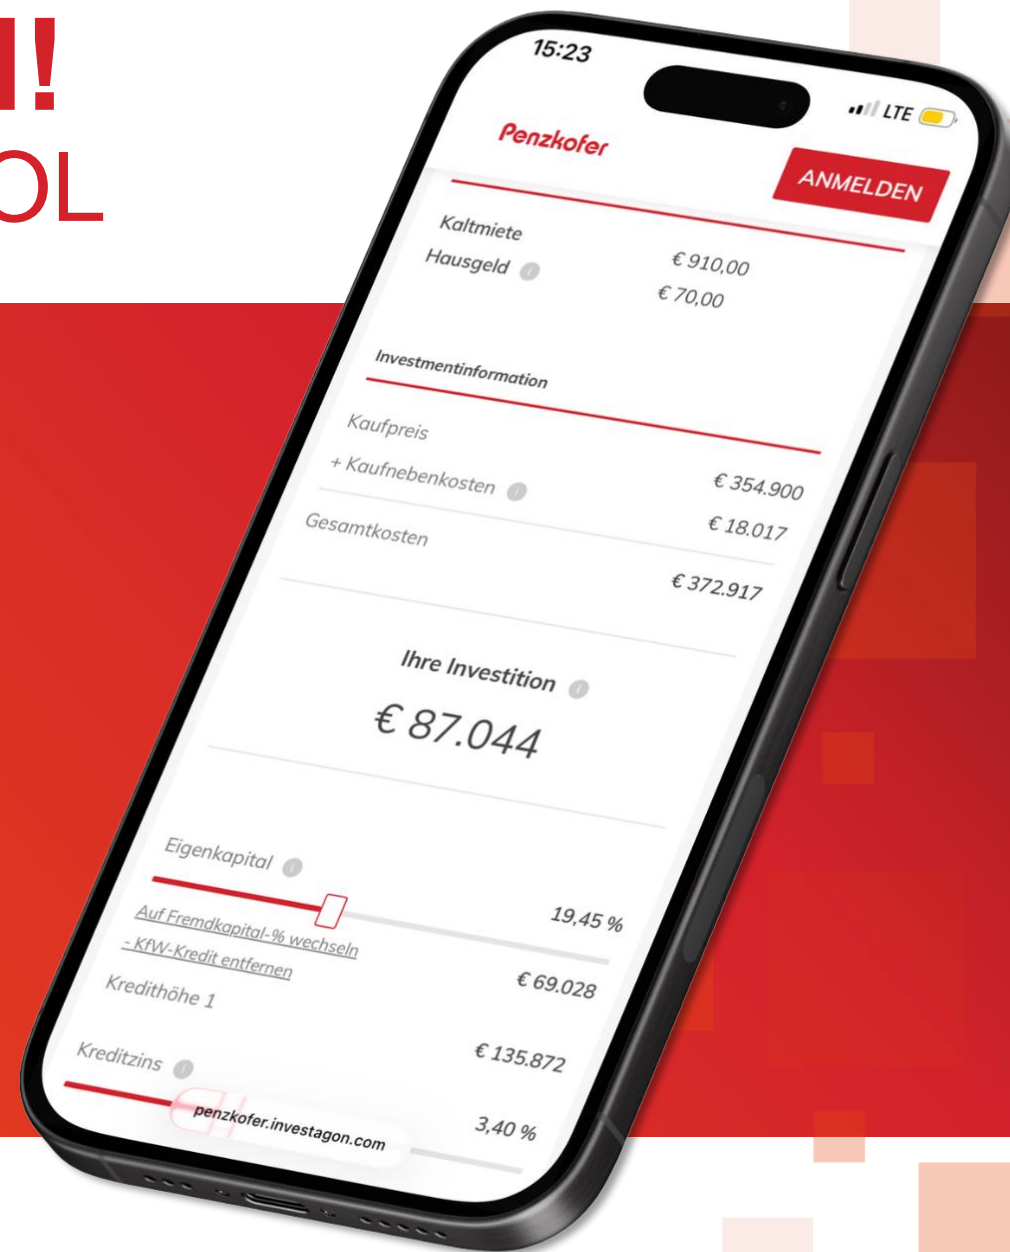 !
OL
15:23
LTE
Penzkofer
ANMELDEN
Kaltmiete € 910,00
Hausgeld i € 70,00
Investmentinformation
Kaufpreis € 354.900
+ Kaufnebenkosten i € 18.017
Gesamtkosten € 372.917
Ihre Investition i
€ 87.044
Eigenkapital i 19,45 %
Auf Fremdkapital-% wechseln € 69.028
- KfW-Kredit entfernen
Kredithöhe 1 € 135.872
Kreditzins i 3,40 %
penzkofer.investagon.com